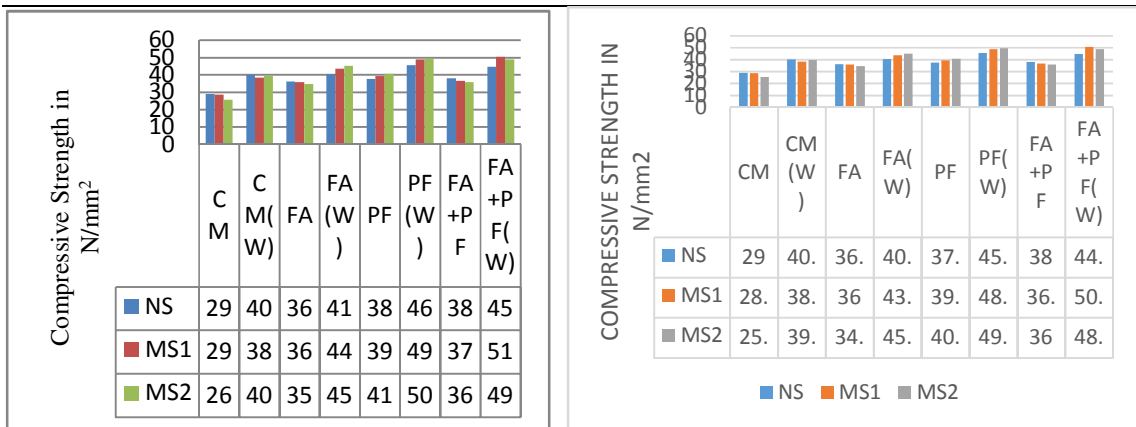 Compressive Strength in
N/mm²
60
50
40
30
20
10
0
C
M
C
M(
W)
FA
FA
(W
)
PF
PF
(W)
FA
+P
F
FA
+P
F(
W)
NS 29 40 36 41 38 46 38 45
MS1 29 38 36 44 39 49 37 51
MS2 26 40 35 45 41 50 36 49
COMPRESSIVE STRENGTH IN
N/mm2
60
50
40
30
20
10
0
CM
CM
(W
)
FA
FA(
W)
PF
PF(
W)
FA
+P
F
FA
+P
F(
W)
NS 29 40. 36. 40. 37. 45. 38 44.
MS1 28. 38. 36 43. 39. 48. 36. 50.
MS2 25. 39. 34. 45. 40. 49. 36 48.
NS MS1 MS2